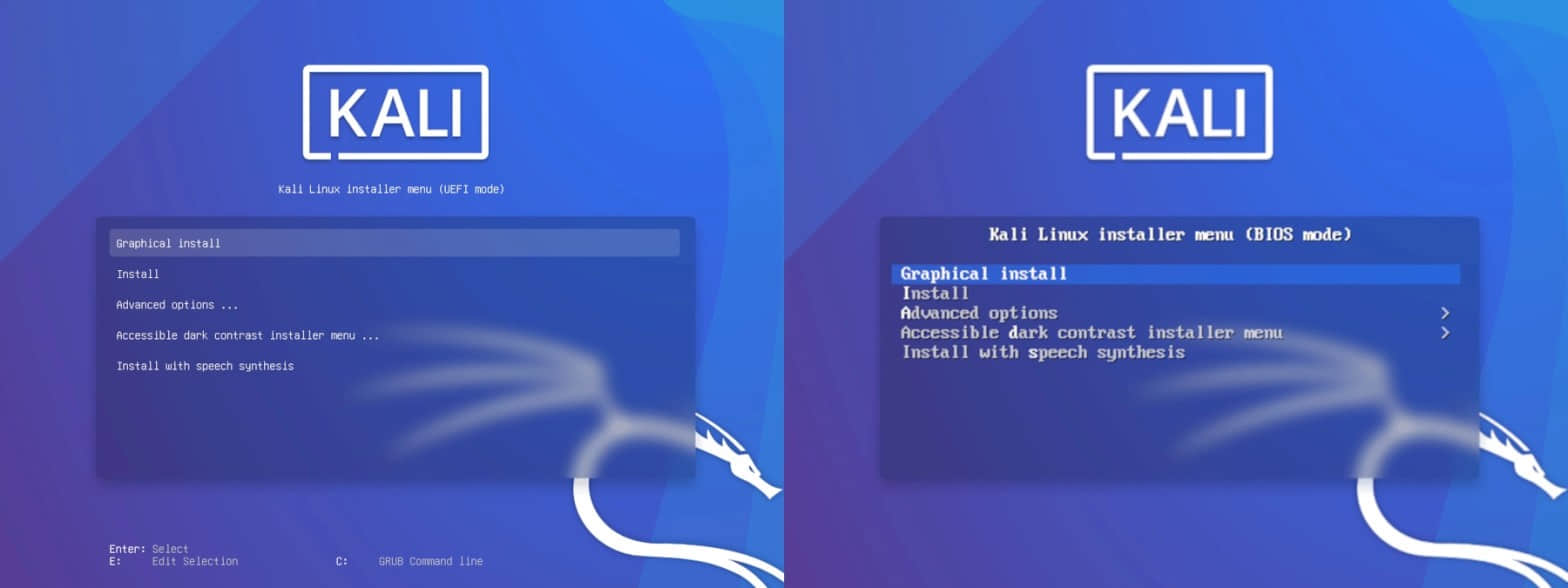 KALI
Kali Linux installer menu (UEFI mode)
Graphical install
Install
Advanced options ...
Accessible dark contrast installer menu ...
Install with speech synthesis
Enter: Select
E: Edit Selection C: GRUB Command line
KALI
Kali Linux installer menu (BIOS mode)
Graphical install
Install
Advanced options >
Accessible dark contrast installer menu >
Install with speech synthesis